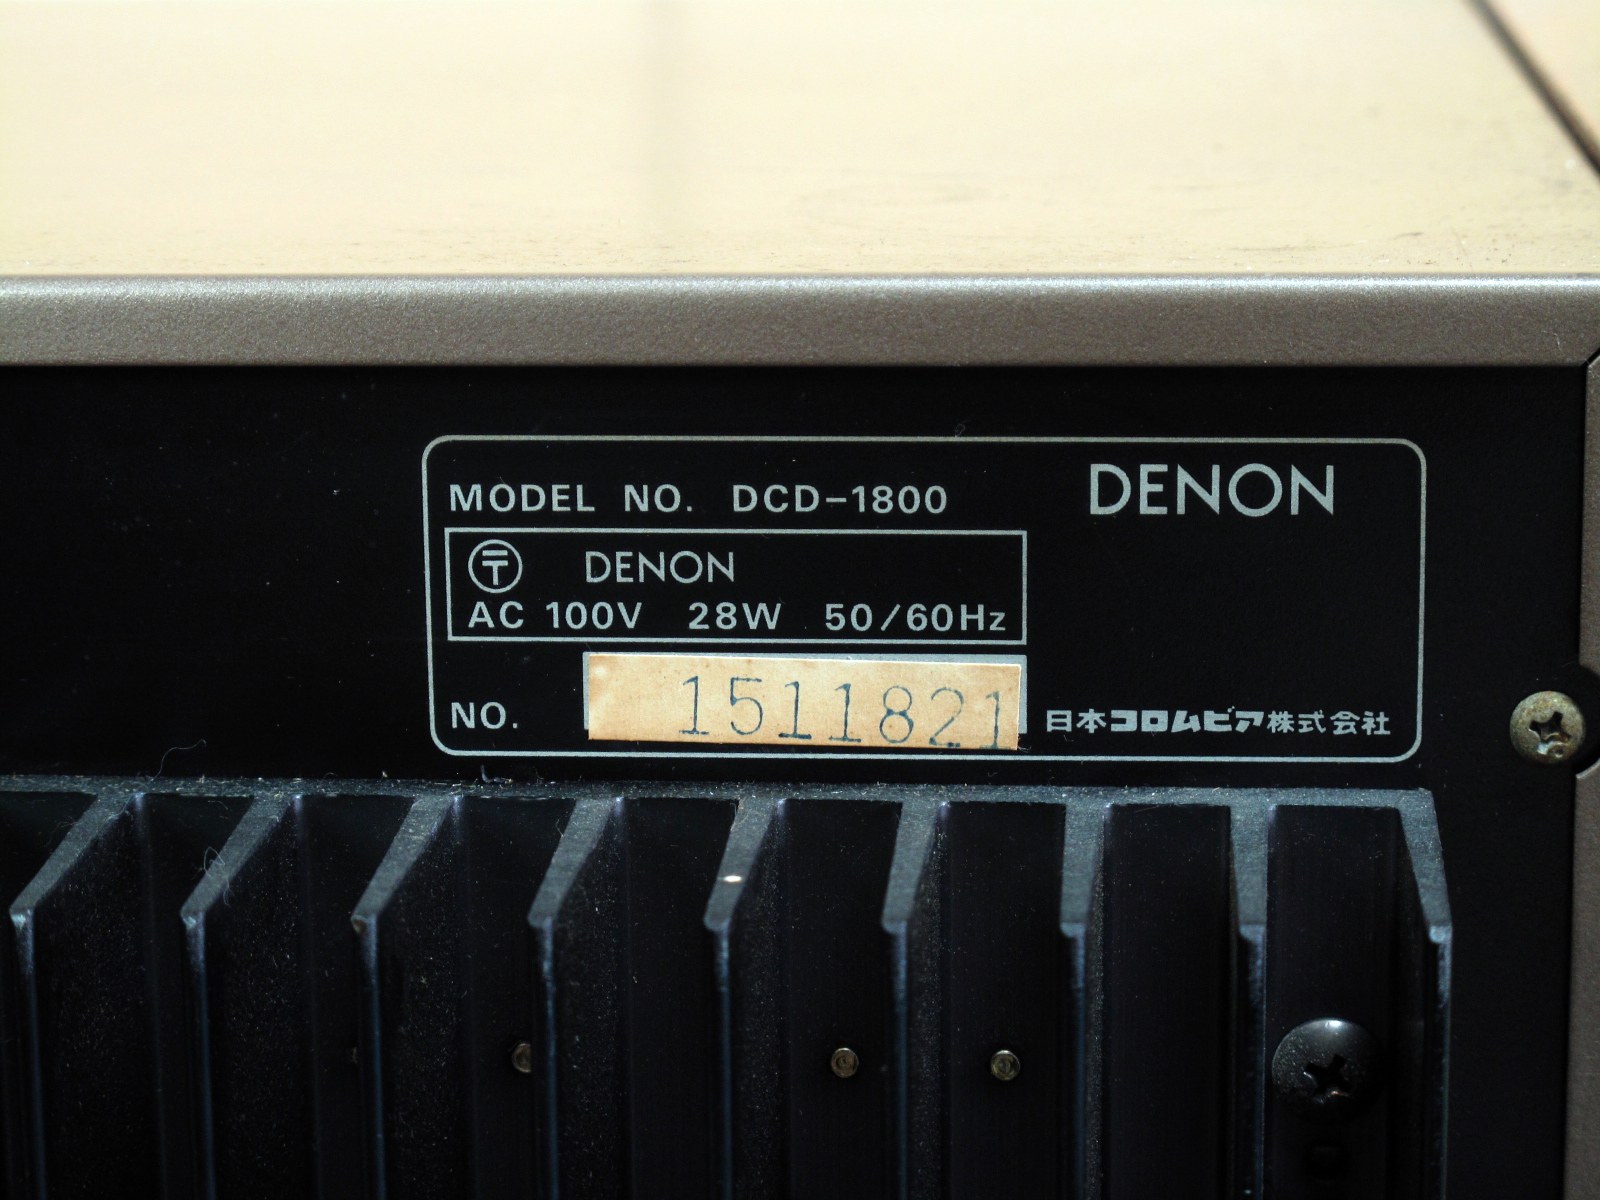 MODEL NO. DCD-1800
DENON
〒 DENON
AC 100V 28W 50/60Hz
NO. 1511821
日本コロムビア株式会社